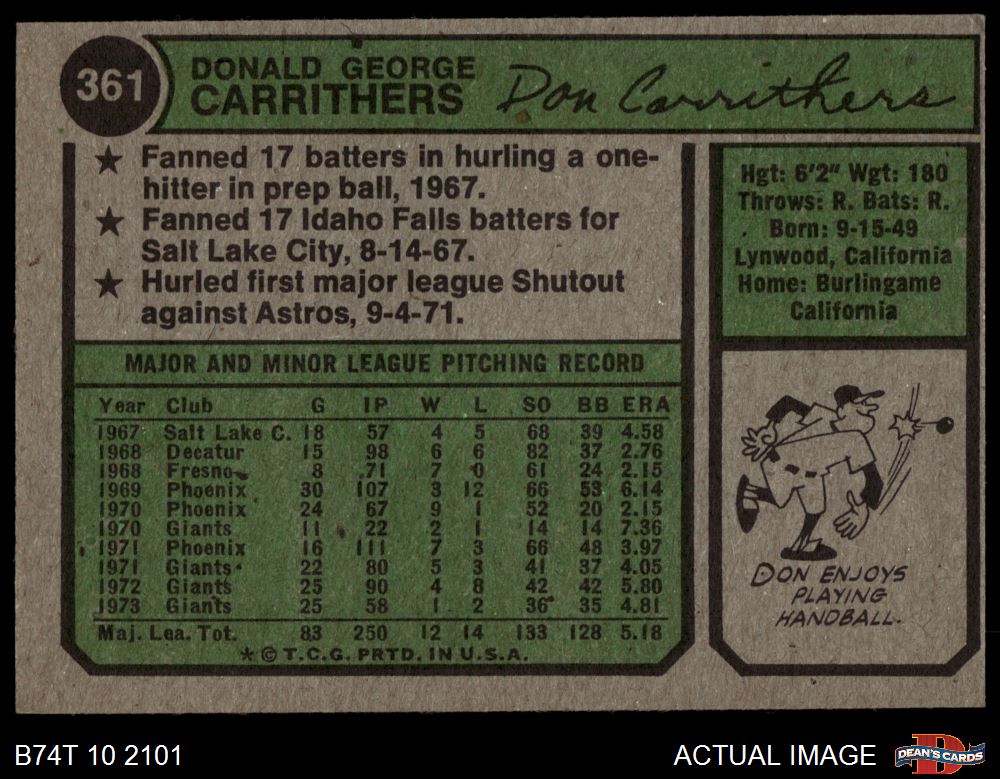 361
DONALD GEORGE
CARRITHERS
Don Carrithers
★ Fanned 17 batters in hurling a one-
hitter in prep ball, 1967.
★ Fanned 17 Idaho Falls batters for
Salt Lake City, 8-14-67.
★ Hurled first major league Shutout
against Astros, 9-4-71.
Hgt: 6'2" Wgt: 180
Throws: R. Bats: R.
Born: 9-15-49
Lynwood, California
Home: Burlingame
California
MAJOR AND MINOR LEAGUE PITCHING RECORD
Year Club G IP W L SO BB ERA
1967 Salt Lake C. 18 57 4 5 68 39 4.58
1968 Decatur 15 98 6 6 82 37 2.76
1968 Fresno 8 71 7 0 61 24 2.15
1969 Phoenix 30 107 3 12 66 53 6.14
1970 Phoenix 24 67 9 1 52 20 2.15
1970 Giants 11 22 2 1 14 14 7.36
1971 Phoenix 16 111 7 3 66 48 3.97
1971 Giants 22 80 5 3 41 37 4.05
1972 Giants 25 90 4 8 42 42 5.80
1973 Giants 25 58 1 2 36 35 4.81
Maj. Lea. Tot. 83 250 12 14 133 128 5.18
*© T.C.G. PRTD. IN U.S.A.
DON ENJOYS
PLAYING
HANDBALL.
B74T 10 2101
ACTUAL IMAGE
DEAN'S CARDS